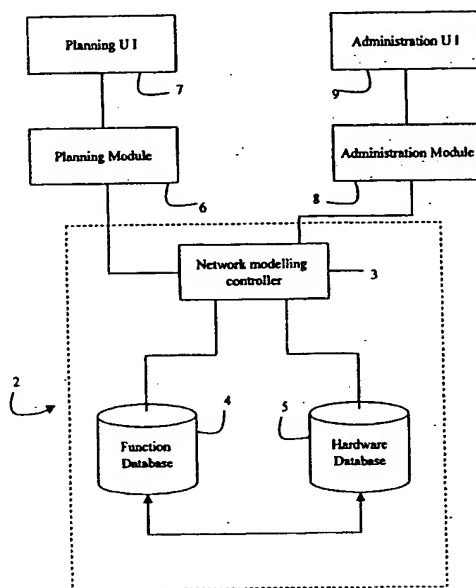 Planning U I
Administration U I
7
9
Planning Module
Administration Module
6
8
Network modelling
controller
3
2
4
5
Function
Database
Hardware
Database